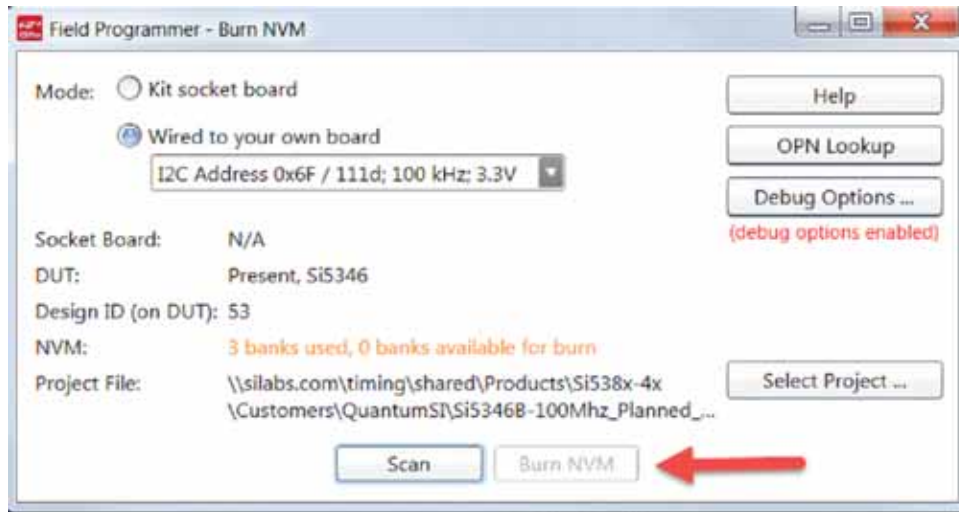 Field Programmer - Burn NVM
Mode: Kit socket board
Help
Wired to your own board
OPN Lookup
I2C Address 0x6F / 111d; 100 kHz; 3.3V
Debug Options ...
(debug options enabled)
Socket Board: N/A
DUT: Present, Si5346
Design ID (on DUT): 53
NVM: 3 banks used, 0 banks available for burn
Project File: \\silabs.com\timing\shared\Products\Si538x-4x
Select Project ...
\Customers\QuantumSI\Si5346B-100Mhz_Planned_...
Scan Burn NVM